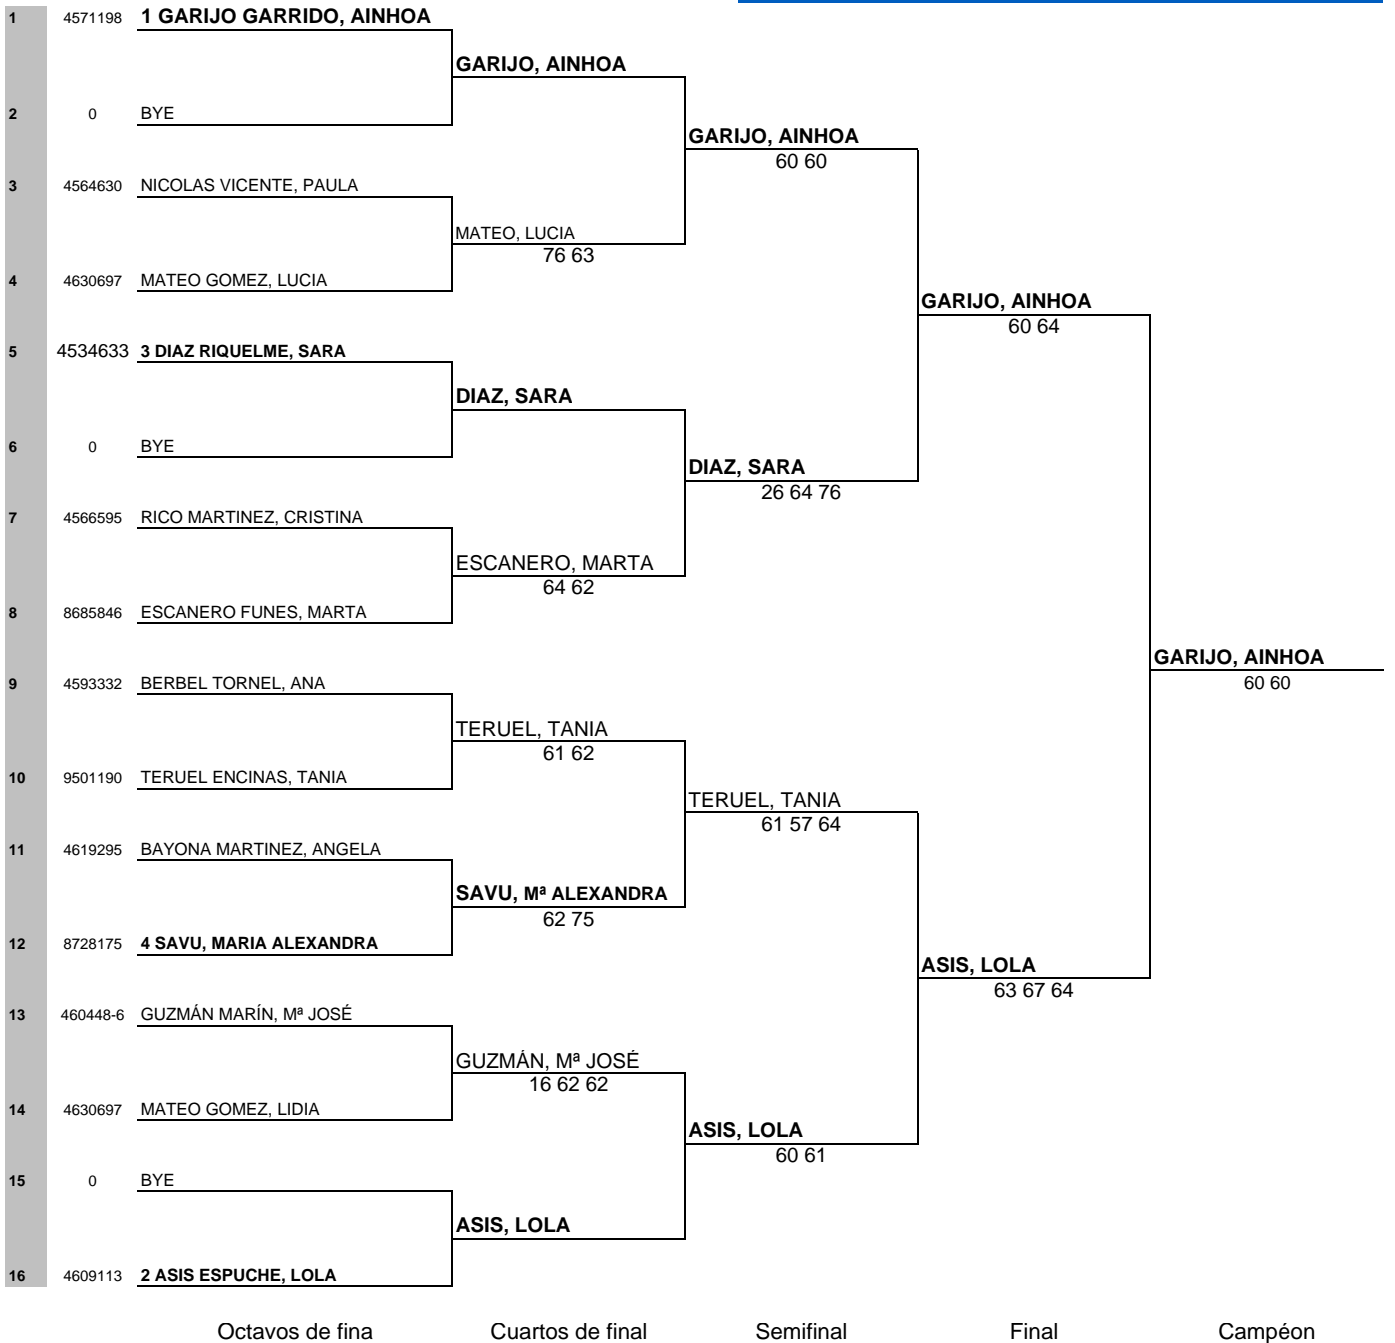 1 4571198 1 GARIJO GARRIDO, AINHOA
GARIJO, AINHOA
2 0 BYE
GARIJO, AINHOA
60 60
3 4564630 NICOLAS VICENTE, PAULA
MATEO, LUCIA
76 63
4 4630697 MATEO GOMEZ, LUCIA
GARIJO, AINHOA
60 64
5 4534633 3 DIAZ RIQUELME, SARA
DIAZ, SARA
6 0 BYE
DIAZ, SARA
26 64 76
7 4566595 RICO MARTINEZ, CRISTINA
ESCANERO, MARTA
64 62
8 8685846 ESCANERO FUNES, MARTA
GARIJO, AINHOA
60 60
9 4593332 BERBEL TORNEL, ANA
TERUEL, TANIA
61 62
10 9501190 TERUEL ENCINAS, TANIA
TERUEL, TANIA
61 57 64
11 4619295 BAYONA MARTINEZ, ANGELA
SAVU, Mª ALEXANDRA
62 75
12 8728175 4 SAVU, MARIA ALEXANDRA
ASIS, LOLA
63 67 64
13 460448-6 GUZMÁN MARÍN, Mª JOSÉ
GUZMÁN, Mª JOSÉ
16 62 62
14 4630697 MATEO GOMEZ, LIDIA
ASIS, LOLA
60 61
15 0 BYE
ASIS, LOLA
16 4609113 2 ASIS ESPUCHE, LOLA
Octavos de fina Cuartos de final Semifinal Final Campéon